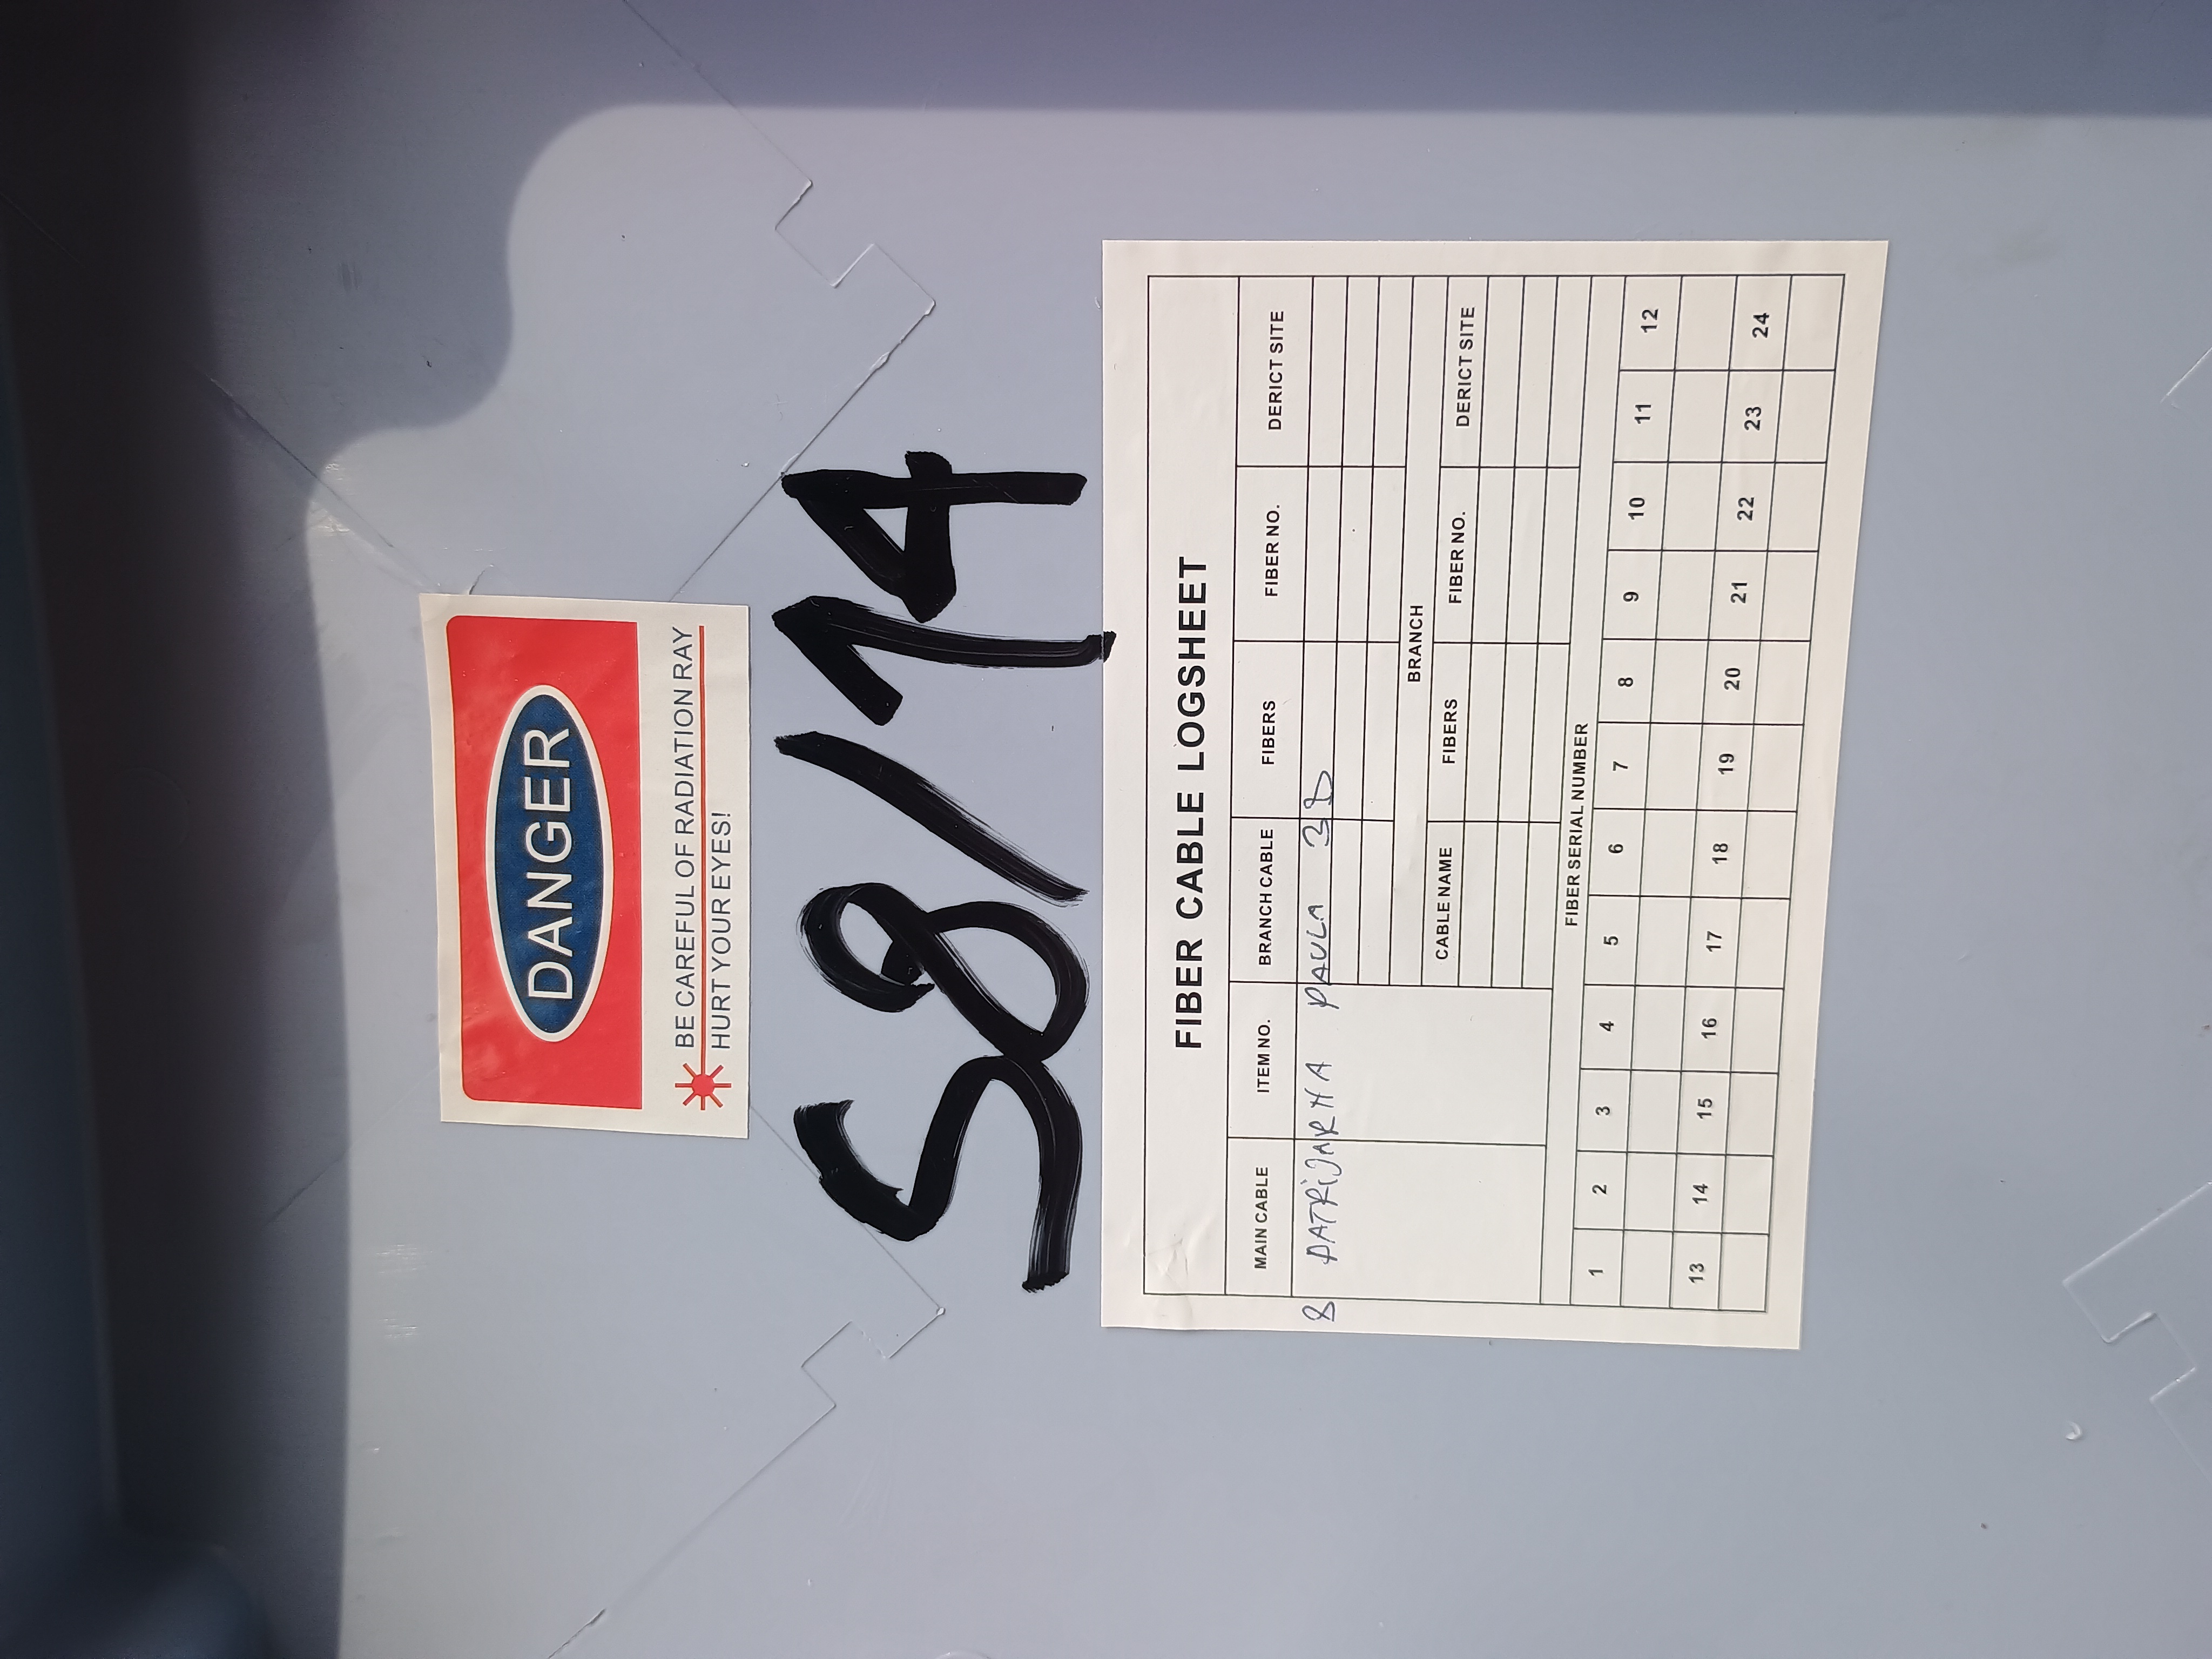 DANGER
BE CAREFUL OF RADIATION RAY
HURT YOUR EYES!
S8/14
FIBER CABLE LOGSHEET
MAIN CABLE ITEM NO. BRANCH CABLE FIBERS FIBER NO. DERICT SITE
8 PATRIJARHA PAULA 38
BRANCH
CABLE NAME FIBERS FIBER NO. DERICT SITE
FIBER SERIAL NUMBER
1 2 3 4 5 6 7 8 9 10 11 12
13 14 15 16 17 18 19 20 21 22 23 24